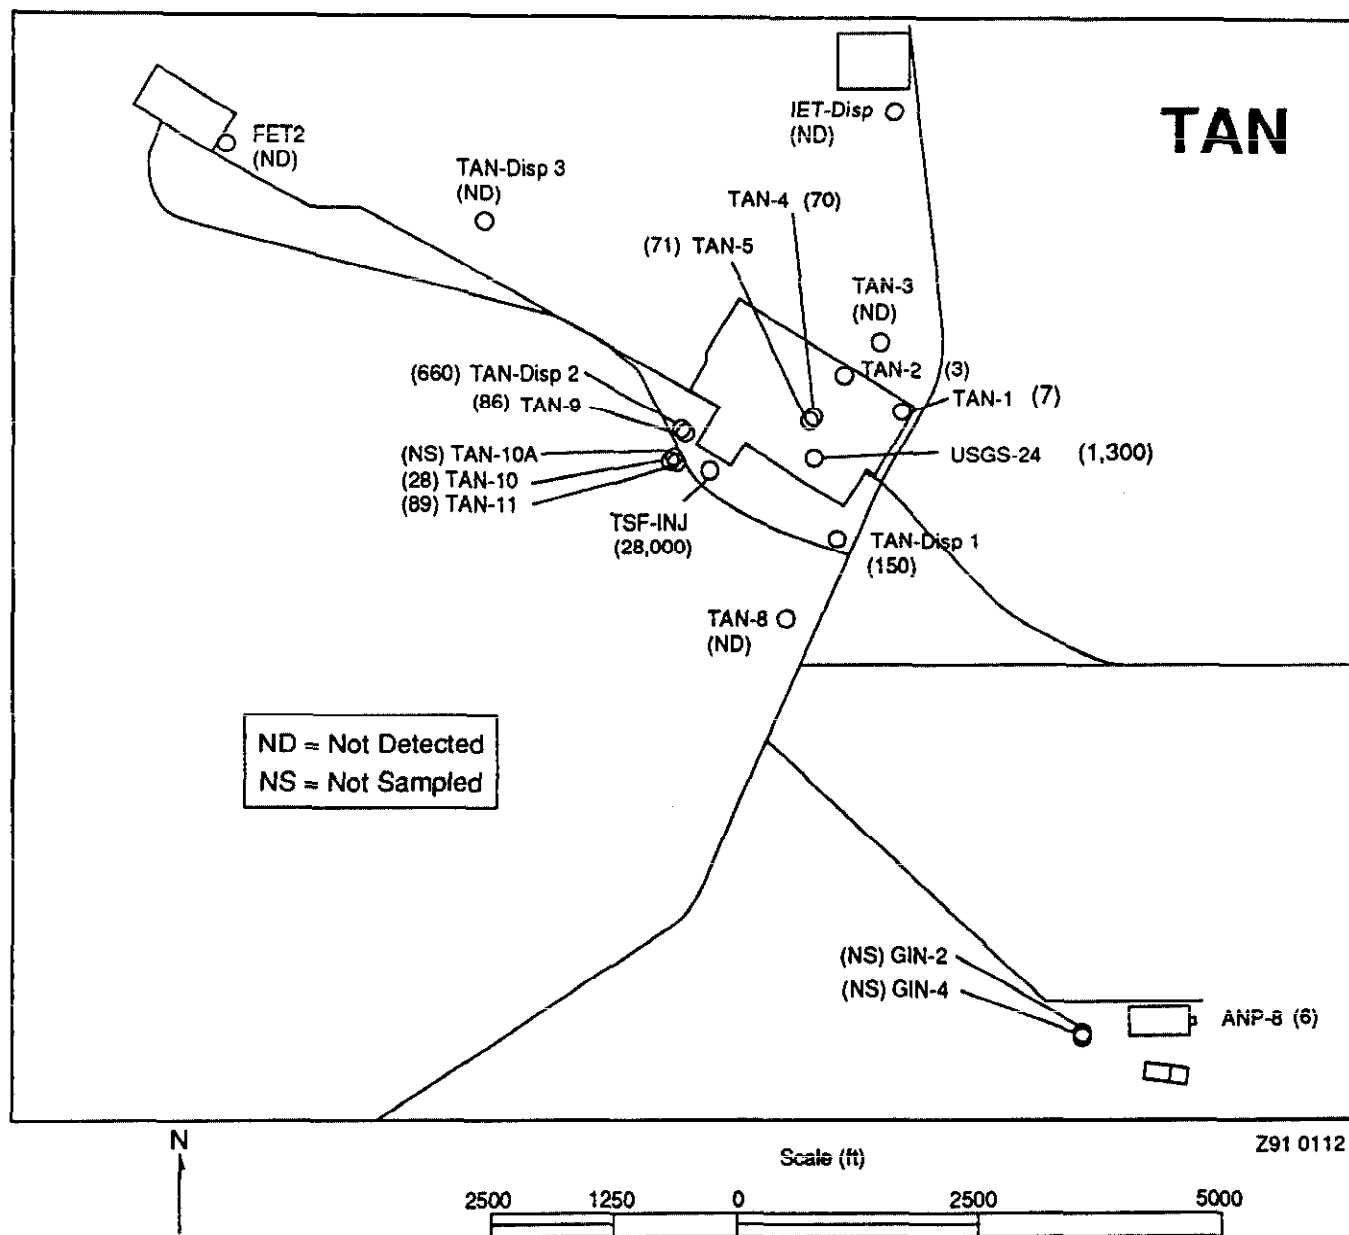 TAN
IET-Disp
(ND)
FET2
(ND)
TAN-Disp 3
(ND)
TAN-4 (70)
(71) TAN-5
TAN-3
(ND)
TAN-2 (3)
(660) TAN-Disp 2
(86) TAN-9
TAN-1 (7)
(NS) TAN-10A
(28) TAN-10
(89) TAN-11
USGS-24 (1,300)
TSF-INJ
(28,000)
TAN-Disp 1
(150)
TAN-8
(ND)
ND = Not Detected
NS = Not Sampled
(NS) GIN-2
(NS) GIN-4
ANP-8 (6)
N
Scale (ft)
Z91 0112
2500 1250 0 2500 5000